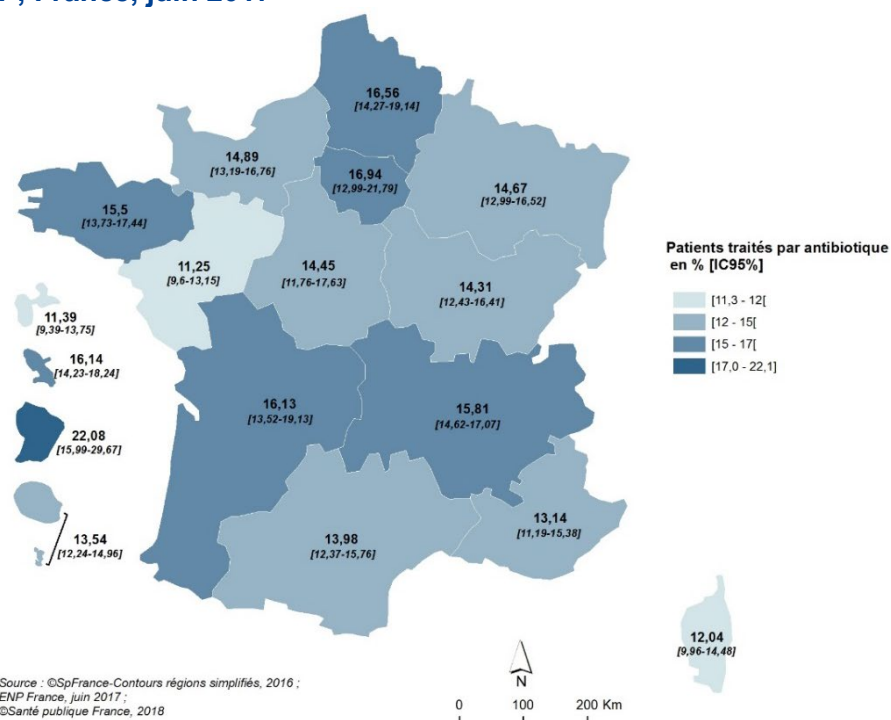 , France, juin 2017
16,56
[14,27-19,14]
14,89
[13,19-16,76]
16,94
[12,99-21,79]
14,67
[12,99-16,52]
15,5
[13,73-17,44]
11,25
[9,6-13,15]
14,45
[11,76-17,63]
14,31
[12,43-16,41]
Patients traités par antibiotique
en % [IC95%]
[11,3 - 12[
[12 - 15[
[15 - 17[
[17,0 - 22,1]
11,39
[9,39-13,75]
16,14
[14,23-18,24]
22,08
[15,99-29,67]
13,54
[12,24-14,96]
16,13
[13,52-19,13]
15,81
[14,62-17,07]
13,98
[12,37-15,76]
13,14
[11,19-15,38]
12,04
[9,96-14,48]
Source : ©SpFrance-Contours régions simplifiés, 2016 ;
ENP France, juin 2017 ;
©Santé publique France, 2018
N
0 100 200 Km